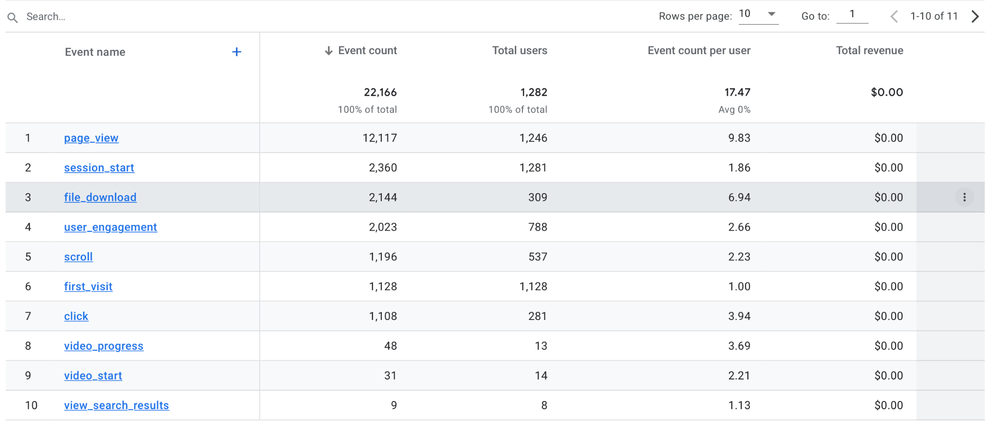 Search... Rows per page: 10 Go to: 1 1-10 of 11
Event name + ↓ Event count Total users Event count per user Total revenue
22,166 1,282 17.47 $0.00
100% of total 100% of total Avg 0%
1 page_view 12,117 1,246 9.83 $0.00
2 session_start 2,360 1,281 1.86 $0.00
3 file_download 2,144 309 6.94 $0.00
4 user_engagement 2,023 788 2.66 $0.00
5 scroll 1,196 537 2.23 $0.00
6 first_visit 1,128 1,128 1.00 $0.00
7 click 1,108 281 3.94 $0.00
8 video_progress 48 13 3.69 $0.00
9 video_start 31 14 2.21 $0.00
10 view_search_results 9 8 1.13 $0.00